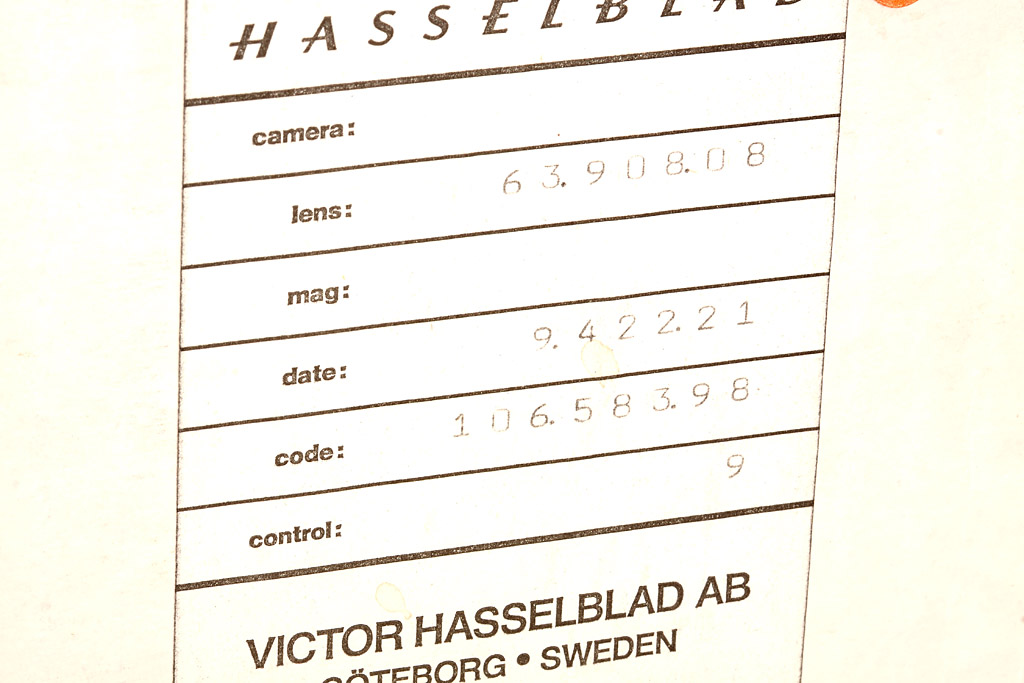 HASSELBLAD
camera:
lens: 63.908.08
mag:
date: 9.422.21
code: 106.583.98
control: 9
VICTOR HASSELBLAD AB
GÖTEBORG • SWEDEN